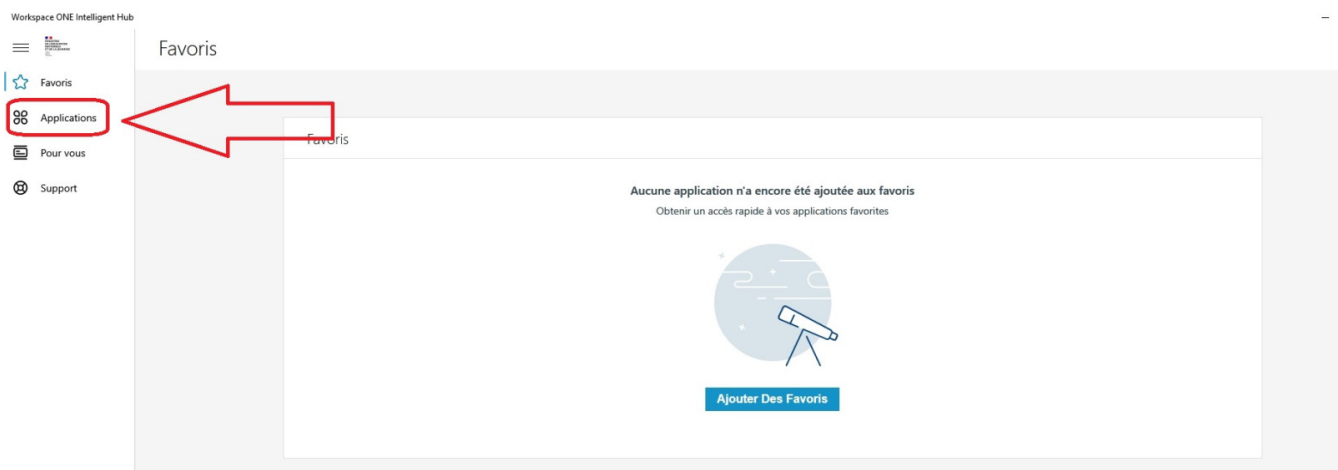 Workspace ONE Intelligent Hub
Favoris
Favoris
Applications
Pour vous
Support
Favoris
Aucune application n'a encore été ajoutée aux favoris
Obtenir un accès rapide à vos applications favorites
Ajouter Des Favoris